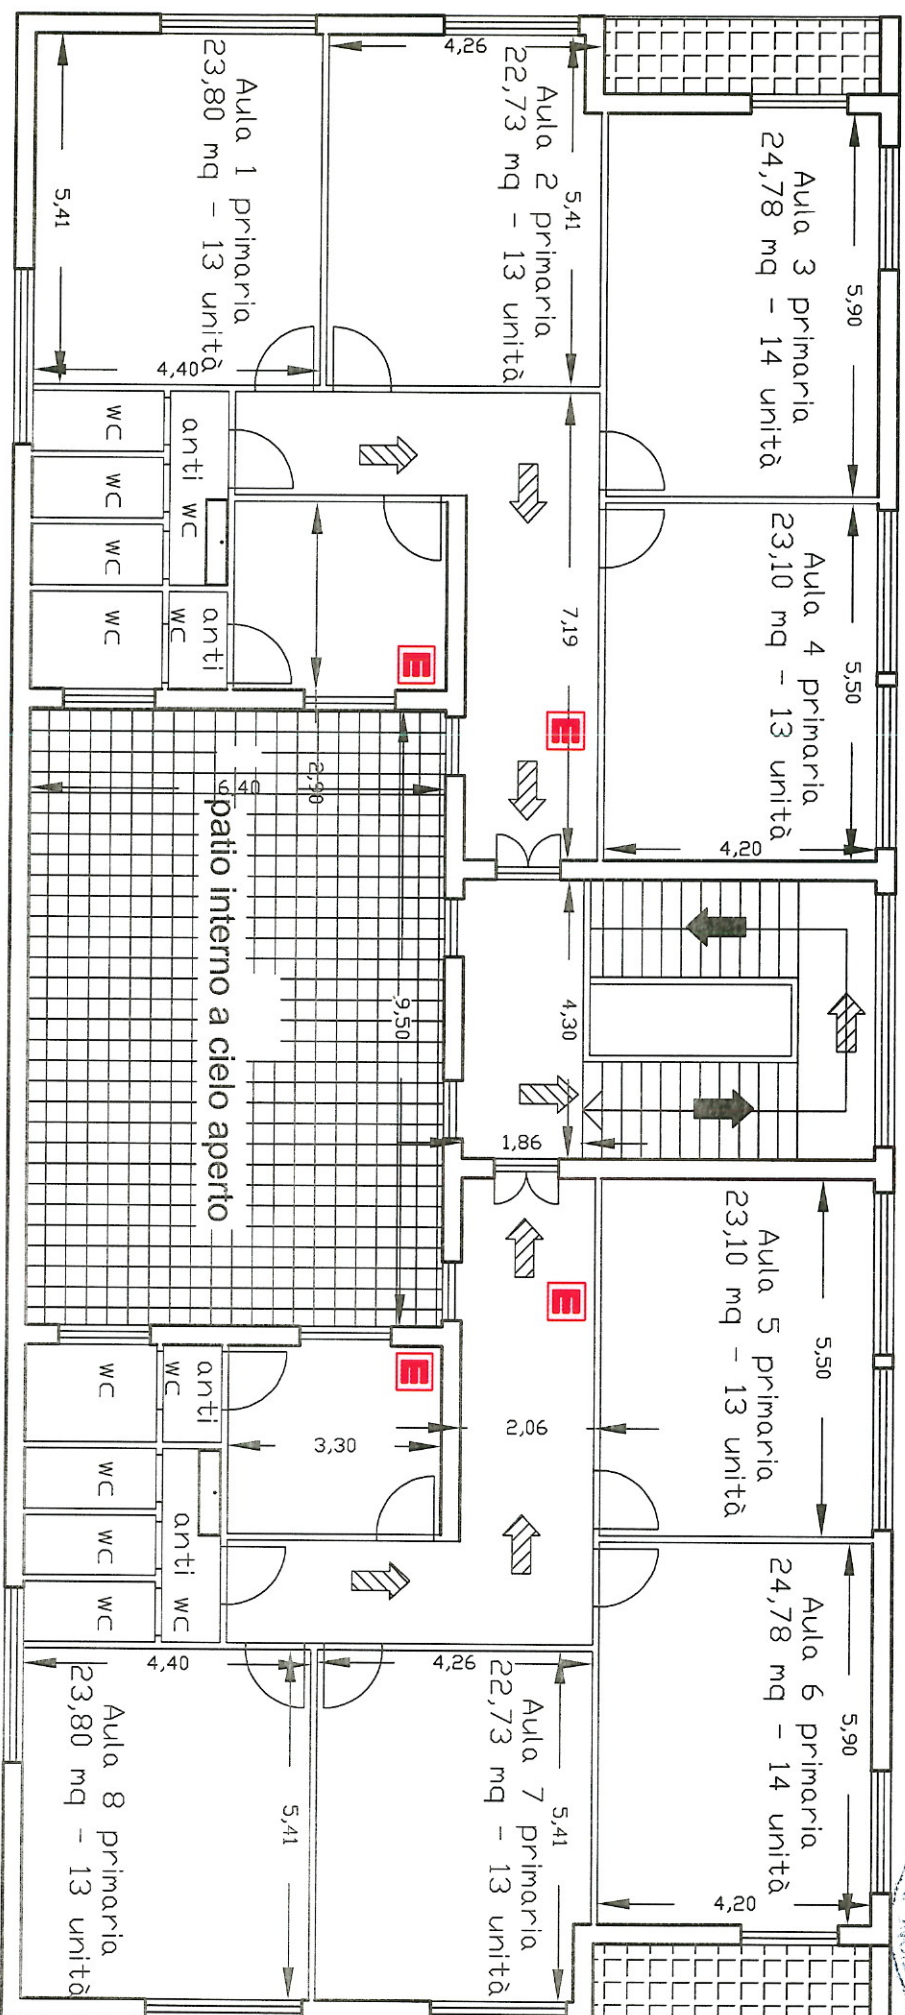 Aula 1 primaria
23,80 mq - 13 unità
5,41
4,40
Aula 2 primaria
22,73 mq - 13 unità
4,26
5,41
Aula 3 primaria
24,78 mq - 14 unità
5,90
Aula 4 primaria
23,10 mq - 13 unità
5,50
4,20
wc
wc
wc
wc
anti wc
anti
wc
E
E
7,19
2,90
6,40
9,50
patio interno a cielo aperto
4,30
1,86
Aula 5 primaria
23,10 mq - 13 unità
5,50
E
E
2,06
3,30
wc
wc
wc
wc
anti
wc
anti wc
Aula 6 primaria
24,78 mq - 14 unità
5,90
4,20
Aula 7 primaria
22,73 mq - 13 unità
4,26
5,41
Aula 8 primaria
23,80 mq - 13 unità
4,40
5,41